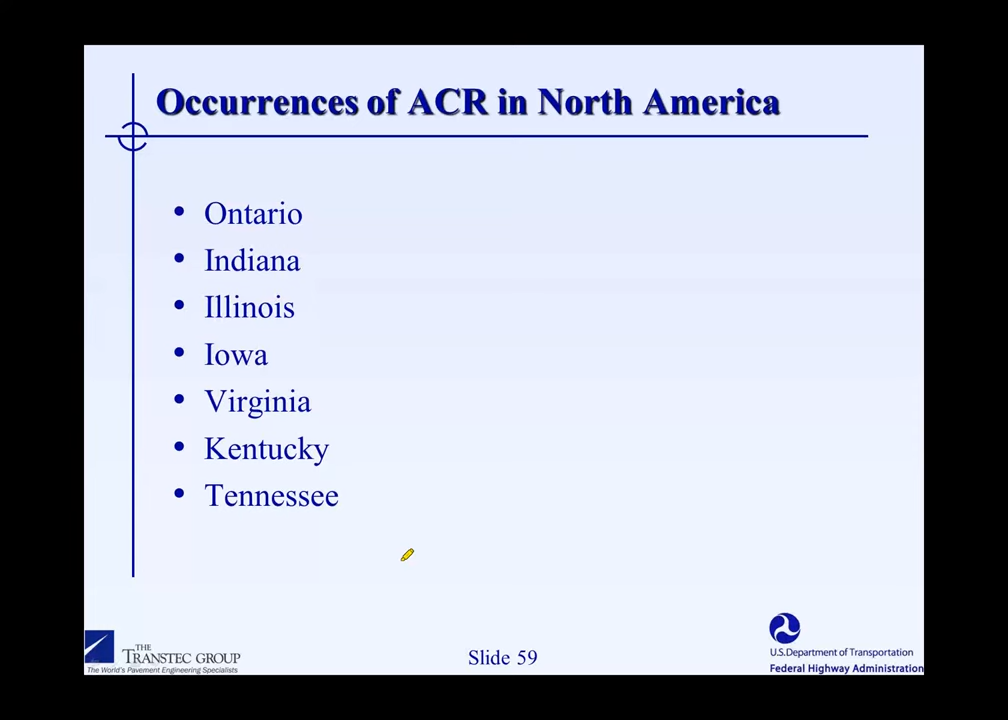 Occurrences of ACR in North America
• Ontario
• Indiana
• Illinois
• Iowa
• Virginia
• Kentucky
• Tennessee
THE
TRANSTEC GROUP
The World's Pavement Engineering Specialists
Slide 59
U.S.Department of Transportation
Federal Highway Administration